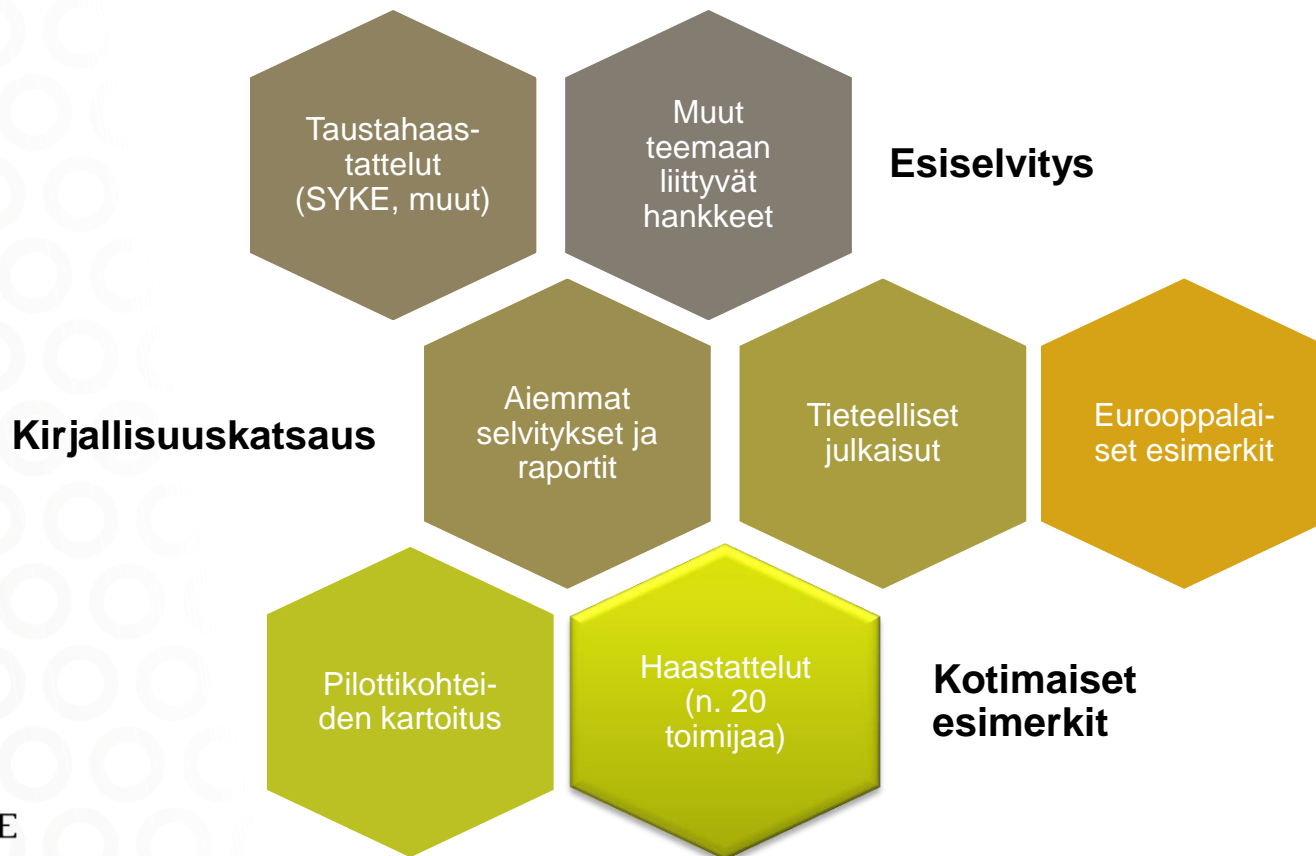 Taustahaas-
tattelut
(SYKE, muut)
Muut
teemaan
liittyvät
hankkeet
Esiselvitys
Kirjallisuuskatsaus
Aiemmat
selvitykset ja
raportit
Tieteelliset
julkaisut
Eurooppalai-
set esimerkit
Pilottikohtei-
den kartoitus
Haastattelut
(n. 20
toimijaa)
Kotimaiset
esimerkit
E